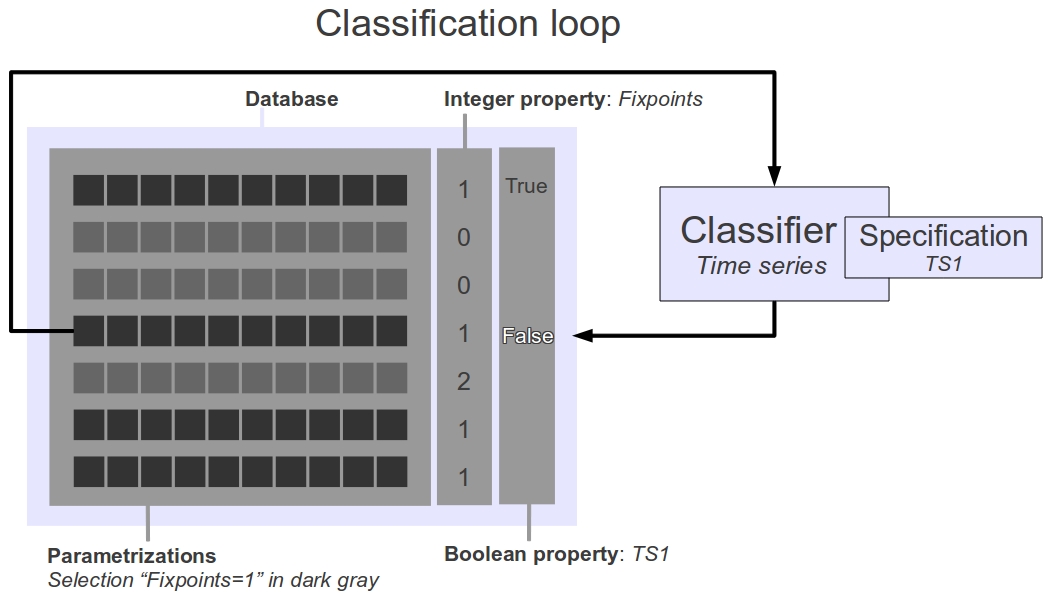 Classification loop
Database
Integer property: Fixpoints
1 True
0
0
1 False
2
1
1
Classifier
Time series
Specification
TS1
Parametrizations
Selection “Fixpoints=1” in dark gray
Boolean property: TS1